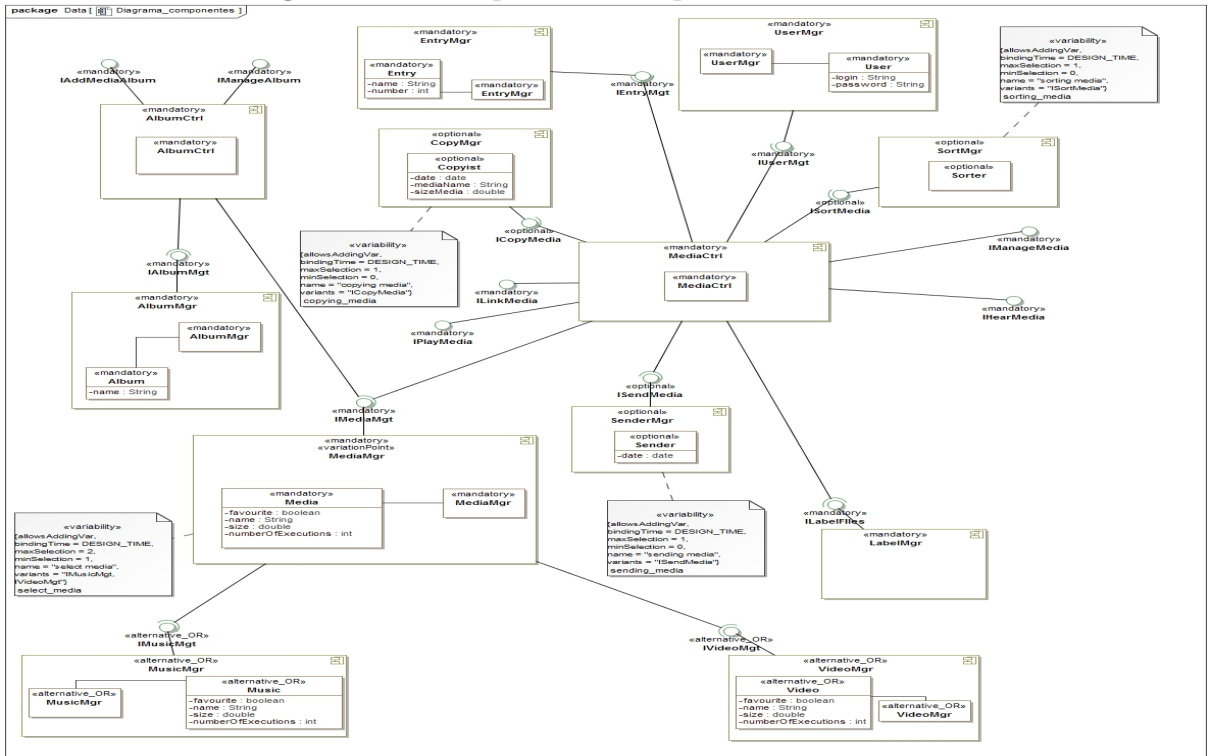 package Data[ Diagrama_componentes ]
«mandatory»
EntryMgr
«mandatory»
Entry
-name : String
-number : int
«mandatory»
EntryMgr
«mandatory»
IEntryMgt
«mandatory»
UserMgr
«mandatory»
UserMgr
«mandatory»
User
-login : String
-password : String
«mandatory»
IUserMgt
«variability»
{allowsAddingVar,
bindingTime = DESIGN_TIME,
maxSelection = 1,
minSelection = 0,
name = "sorting media",
variants = "ISortMedia"}
sorting_media
«mandatory»
IAddMediaAlbum
«mandatory»
IManageAlbum
«mandatory»
AlbumCtrl
«mandatory»
AlbumCtrl
«optional»
CopyMgr
«optional»
Copyist
-date : date
-mediaName : String
-sizeMedia : double
«optional»
ICopyMedia
«optional»
SortMgr
«optional»
Sorter
«optional»
ISortMedia
«variability»
{allowsAddingVar,
bindingTime = DESIGN_TIME,
maxSelection = 1,
minSelection = 0,
name = "copying media",
variants = "ICopyMedia"}
copying_media
«mandatory»
MediaCtrl
«mandatory»
MediaCtrl
«mandatory»
IManageMedia
«mandatory»
IAlbumMgt
«mandatory»
ILinkMedia
«mandatory»
IHearMedia
«mandatory»
IPlayMedia
«mandatory»
AlbumMgr
«mandatory»
AlbumMgr
«mandatory»
Album
-name : String
«mandatory»
IMediaMgt
«optional»
ISendMedia
«optional»
SenderMgr
«optional»
Sender
-date : date
«mandatory»
«variationPoint»
MediaMgr
«mandatory»
Media
-favourite : boolean
-name : String
-size : double
-numberOfExecutions : int
«mandatory»
MediaMgr
«variability»
{allowsAddingVar,
bindingTime = DESIGN_TIME,
maxSelection = 2,
minSelection = 1,
name = "select media",
variants = "IMusicMgt,
IVideoMgt"}
select_media
«variability»
{allowsAddingVar,
bindingTime = DESIGN_TIME,
maxSelection = 1,
minSelection = 0,
name = "sending media",
variants = "ISendMedia"}
sending_media
«mandatory»
ILabelFiles
«mandatory»
LabelMgr
«alternative_OR»
IMusicMgt
«alternative_OR»
IVideoMgt
«alternative_OR»
MusicMgr
«alternative_OR»
MusicMgr
«alternative_OR»
Music
-favourite : boolean
-name : String
-size : double
-numberOfExecutions : int
«alternative_OR»
VideoMgr
«alternative_OR»
Video
-favourite : boolean
-name : String
-size : double
-numberOfExecutions : int
«alternative_OR»
VideoMgr